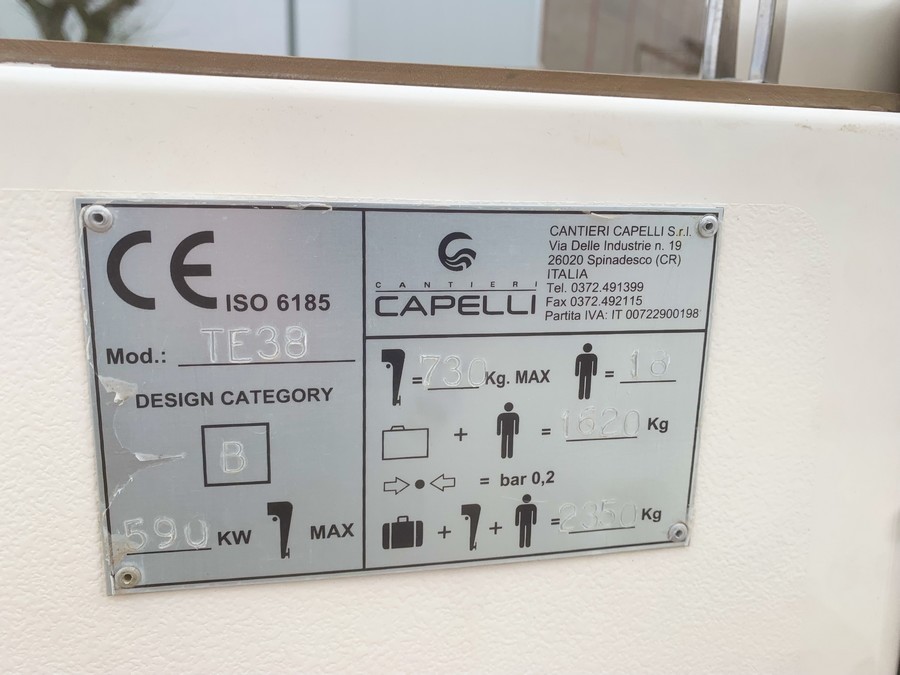 CE ISO 6185
Mod.: TE38
DESIGN CATEGORY
B
590 KW MAX
CANTIERI
CAPELLI
CANTIERI CAPELLI S.r.l.
Via Delle Industrie n. 19
26020 Spinadesco (CR)
ITALIA
Tel. 0372.491399
Fax 0372.492115
Partita IVA: IT 00722900198
=730 Kg. MAX = 18
+ = 1620 Kg
= bar 0,2
+ + =2350 Kg